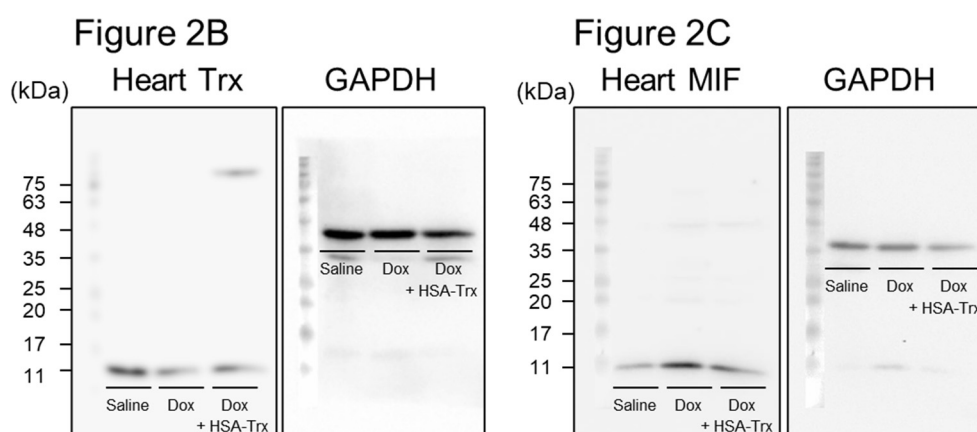 Figure 2B
Heart Trx
GAPDH
(kDa)
75
63
48
35
25
20
17
11
Saline
Dox
Dox
+ HSA-Trx
Saline
Dox
Dox
+ HSA-Trx
Figure 2C
Heart MIF
GAPDH
(kDa)
75
63
48
35
25
20
17
11
Saline
Dox
Dox
+ HSA-Trx
Saline
Dox
Dox
+ HSA-Trx